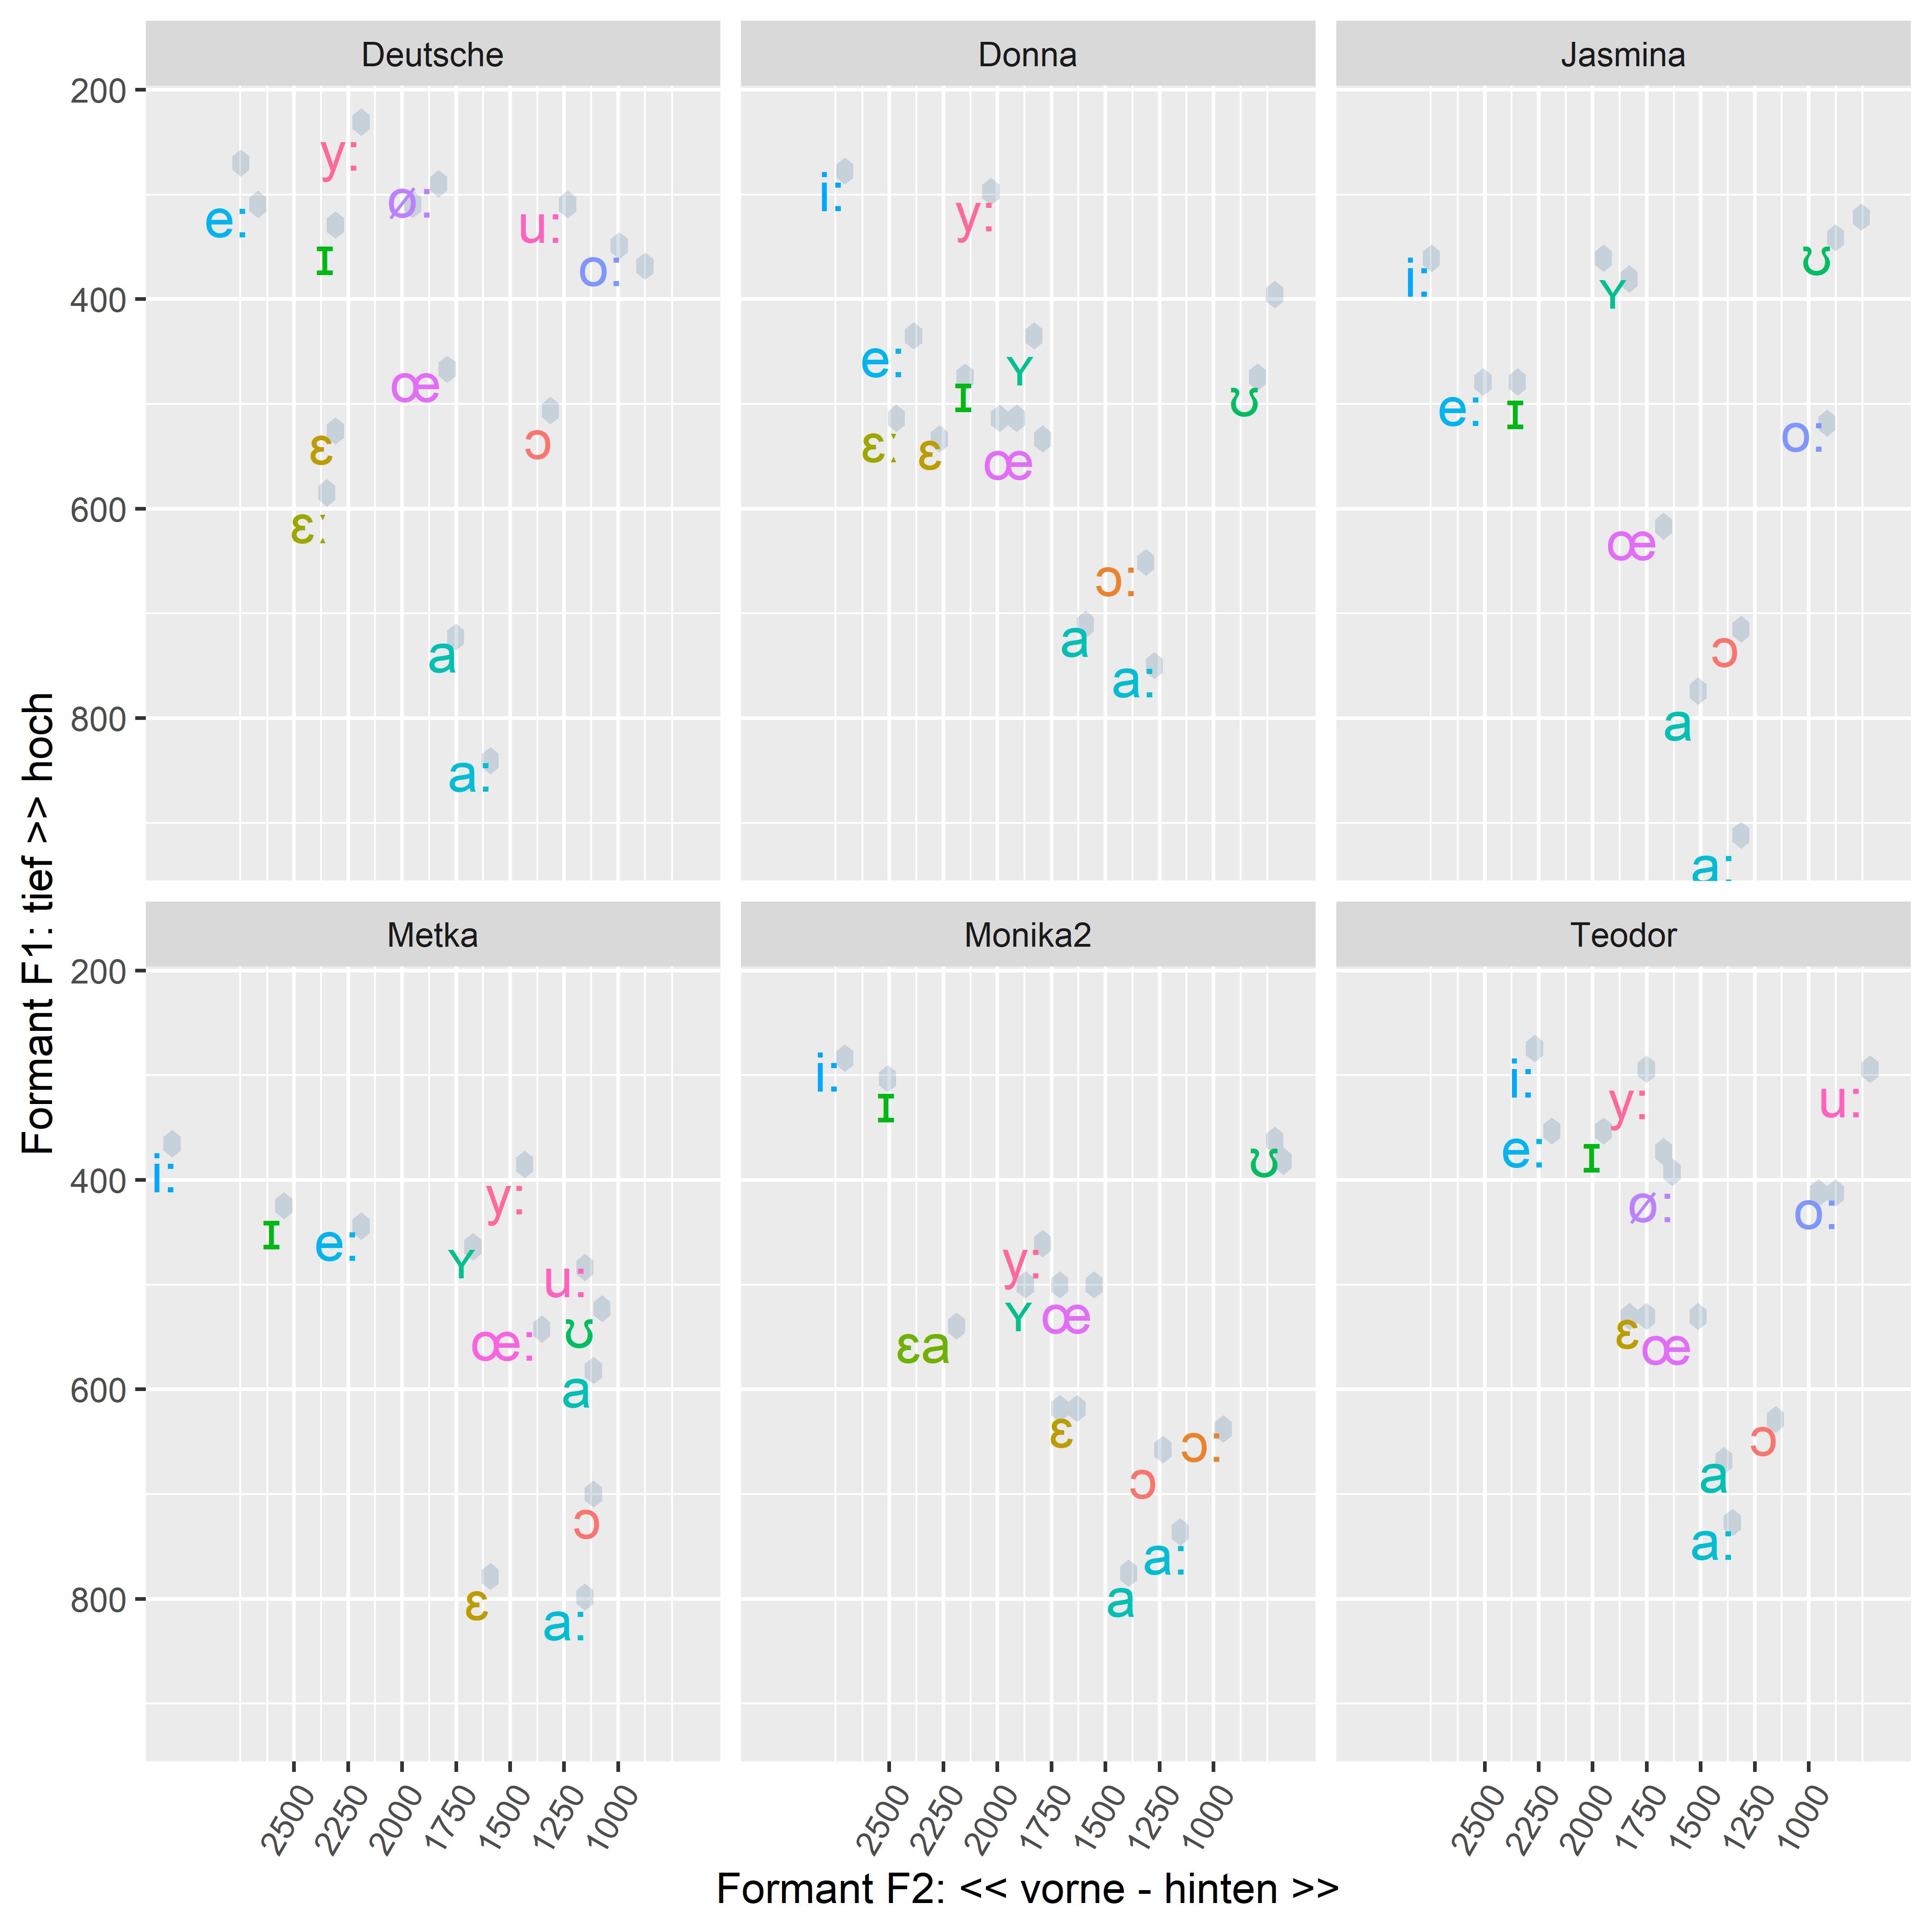 Deutsche
Donna
Jasmina
200
400
600
800
y:
ø:
e:
u:
ɪ
o:
œ
ɔ
ɛ
ɛː
a
a:
i:
y:
e:
ʏ
ɪ
ʊ
ɛː
ɛ
œ
ɔ:
a
a:
ʊ
i:
ʏ
e:
ɪ
o:
œ
ɔ
a
a:
Metka
Monika2
Teodor
200
400
600
800
i:
y:
ɪ
e:
ʏ
u:
œ:
ʊ
a
ɔ
ɛ
a:
i:
ɪ
ʊ
y:
ʏ
œ
ɛa
ɛ
ɔ:
ɔ
a:
a
i:
y:
u:
e:
ɪ
ø:
o:
ɛ
œ
ɔ
a
a:
2500
2250
2000
1750
1500
1250
1000
2500
2250
2000
1750
1500
1250
1000
2500
2250
2000
1750
1500
1250
1000
Formant F1: tief >> hoch
Formant F2: << vorne - hinten >>